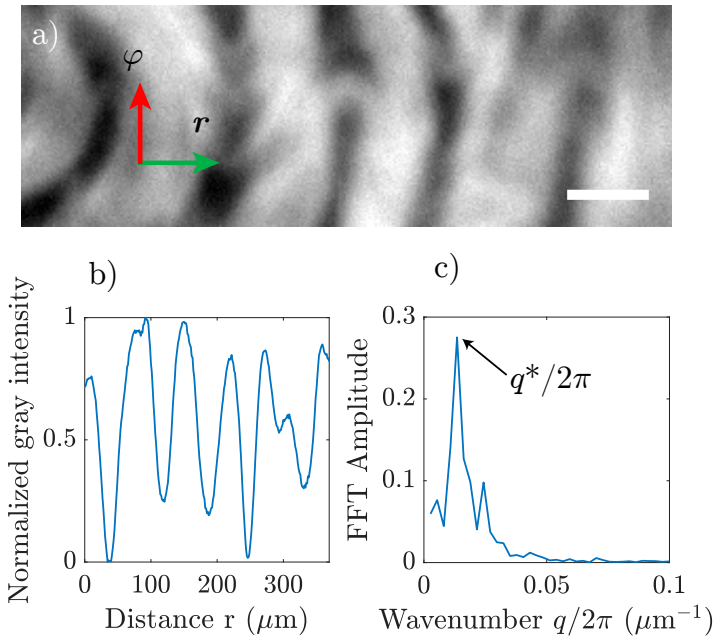 a)
φ
r
b)
Normalized gray intensity
1
0.5
0
0 100 200 300
Distance r (μm)
c)
FFT Amplitude
0.3
0.2
0.1
0
q*/2π
0 0.05 0.1
Wavenumber q/2π (μm⁻¹)